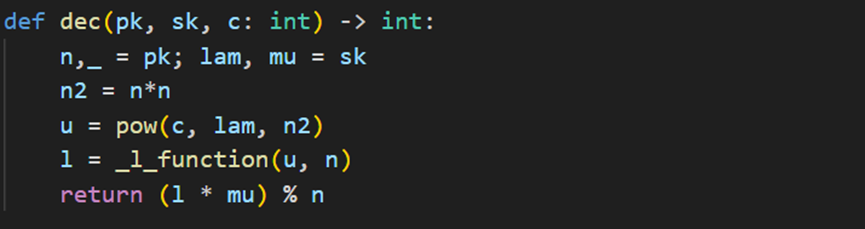 def dec(pk, sk, c: int) -> int:
    n,_ = pk; lam, mu = sk
    n2 = n*n
    u = pow(c, lam, n2)
    l = _l_function(u, n)
    return (l * mu) % n